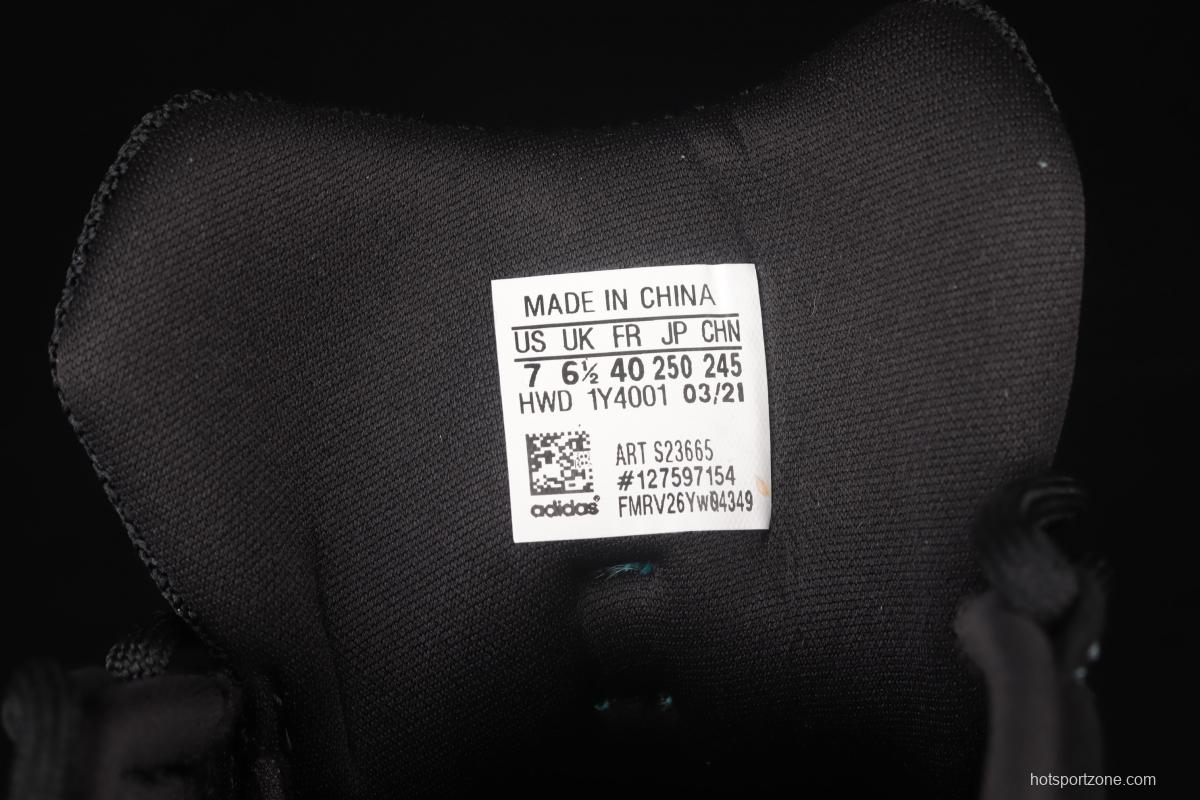 MADE IN CHINA
US UK FR JP CHN
7 6½ 40 250 245
HWD 1Y4001 03/21
ART S23665
#127597154
FMRV26YW04349
adidas
hotsportzone.com